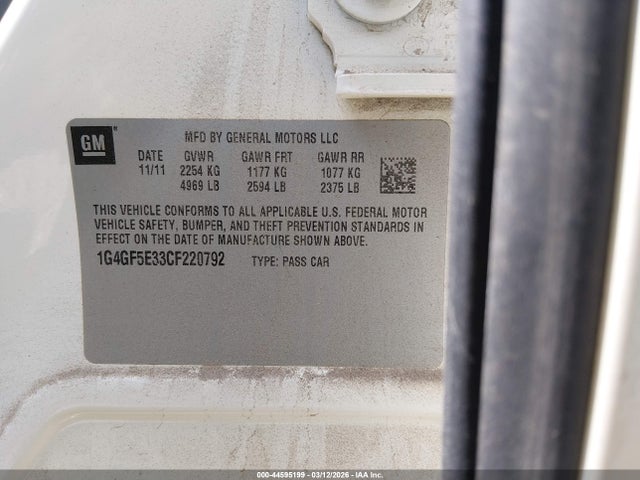 GM
MFD BY GENERAL MOTORS LLC
DATE GVWR GAWR FRT GAWR RR
11/11 2254 KG 1177 KG 1077 KG
4969 LB 2594 LB 2375 LB
THIS VEHICLE CONFORMS TO ALL APPLICABLE U.S. FEDERAL MOTOR
VEHICLE SAFETY, BUMPER, AND THEFT PREVENTION STANDARDS IN
EFFECT ON THE DATE OF MANUFACTURE SHOWN ABOVE.
1G4GF5E33CF220792 TYPE: PASS CAR
000-44595199 | 03/12/2026 | IAA Inc.